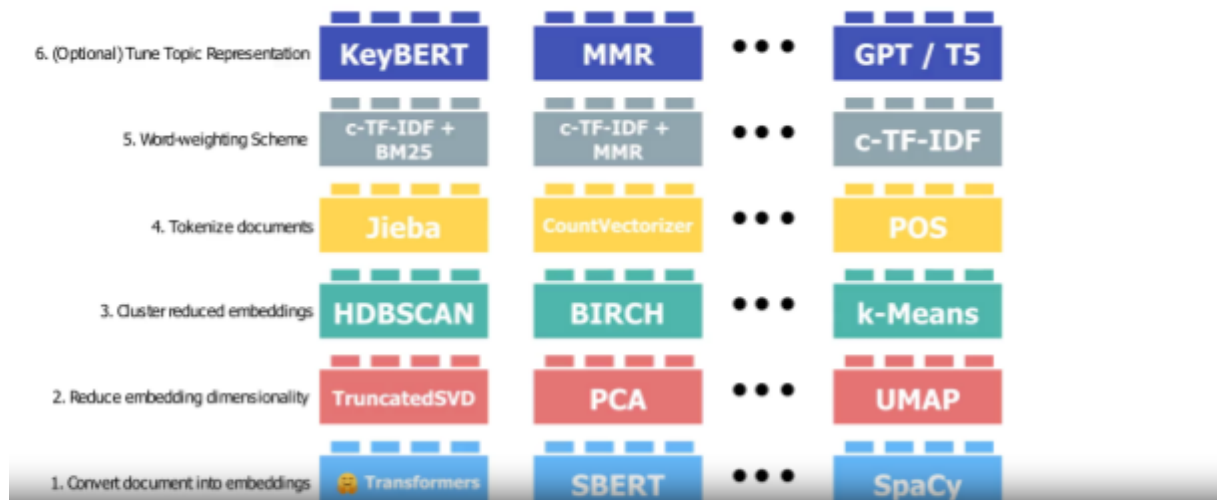 6. (Optional) Tune Topic Representation KeyBERT MMR GPT / T5
5. Word-weighting Scheme c-TF-IDF + BM25 c-TF-IDF + MMR c-TF-IDF
4. Tokenize documents Jieba CountVectorizer POS
3. Cluster reduced embeddings HDBSCAN BIRCH k-Means
2. Reduce embedding dimensionality TruncatedSVD PCA UMAP
1. Convert document into embeddings 🤗 Transformers SBERT SpaCy